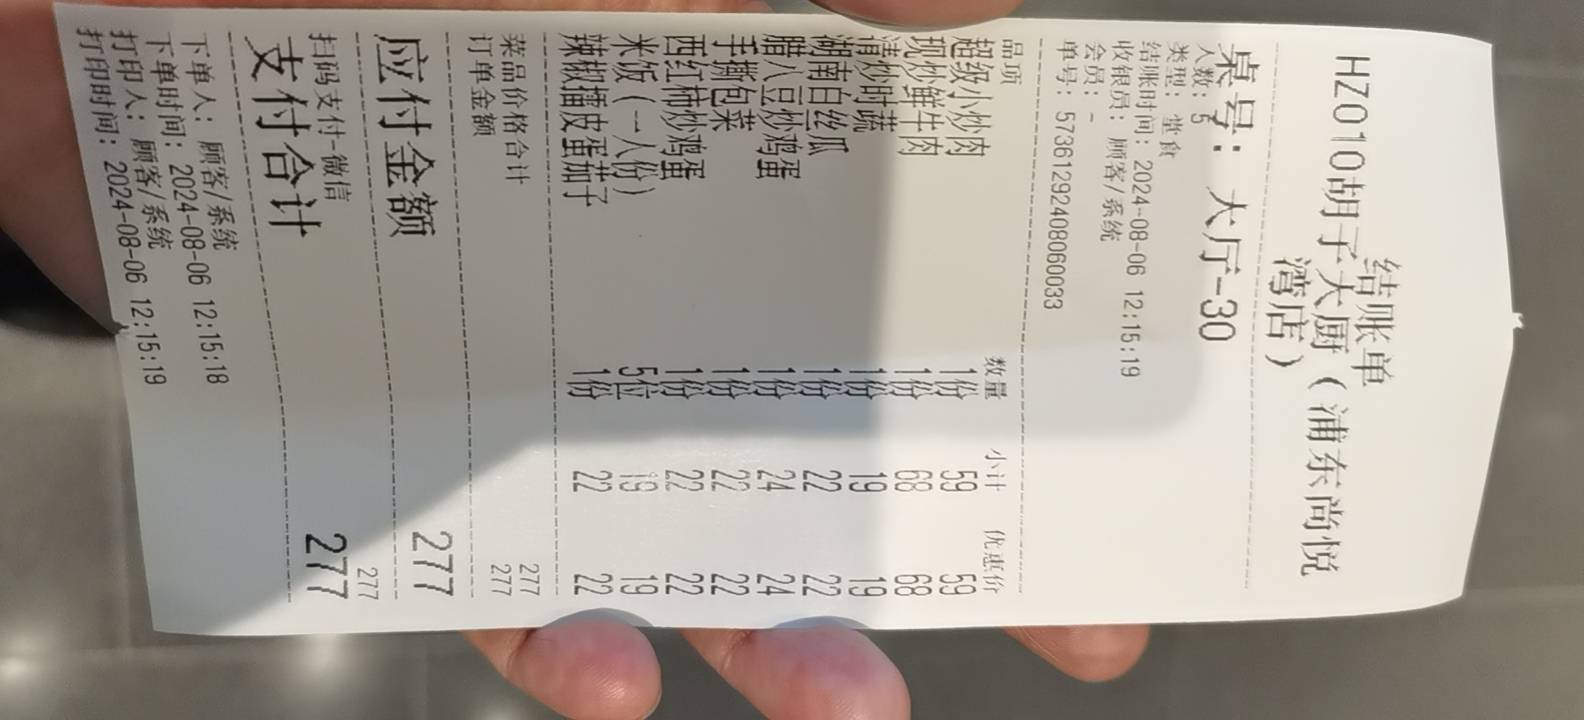 结账单
HZ010胡子大厨（浦东尚悦
湾店）
桌号：大厅-30
人数：5
类型：堂食
结账时间：2024-08-06 12:15:19
收银员：顾客/系统
会员：-
单号：57361292408060033
品项 数量 小计 优惠价
超级小炒肉 1份 59 59
现炒鲜牛肉 1份 68 68
清炒时蔬 1份 19 19
湖南白丝瓜 1份 22 22
腊八豆炒鸡蛋 1份 24 24
手撕包菜 1份 22 22
西红柿炒鸡蛋 1份 22 22
米饭（一人份） 5位 19 19
辣椒擂皮蛋茄子 1份 22 22
菜品价格合计 277
订单金额 277
应付金额 277
扫码支付-微信 277
支付合计 277
下单人：顾客/系统
下单时间：2024-08-06 12:15:18
打印人：顾客/系统
打印时间：2024-08-06 12:15:19